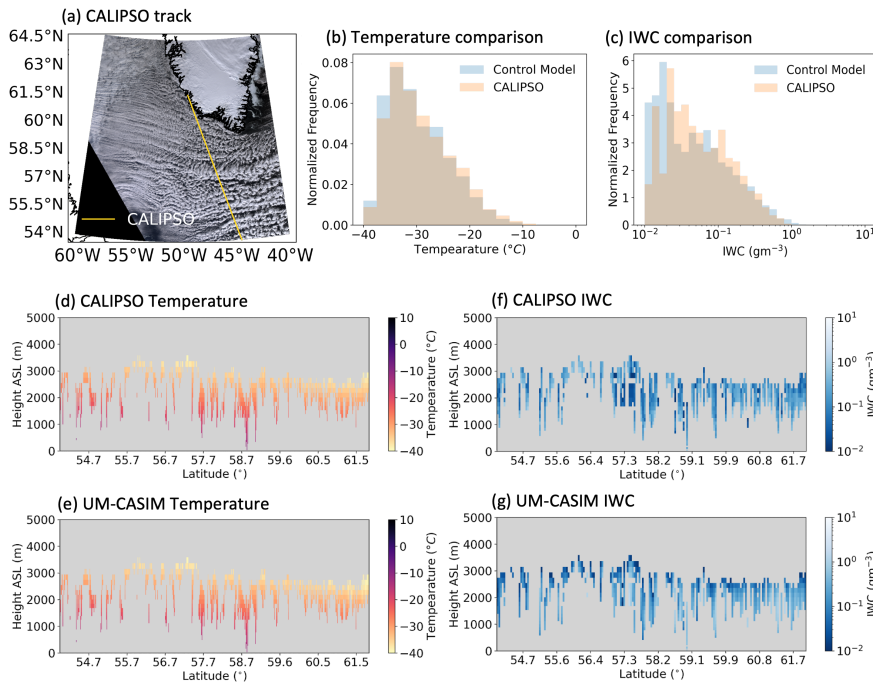 (a) CALIPSO track
64.5°N
63°N
61.5°N
60°N
58.5°N
57°N
55.5°N
54°N
CALIPSO
60°W 55°W 50°W 45°W 40°W
(b) Temperature comparison
Normalized Frequency
0.08
0.06
0.04
0.02
0.00
Control Model
CALIPSO
−40 −30 −20 −10 0
Tempearature (°C)
(c) IWC comparison
Normalized Frequency
6
5
4
3
2
1
0
Control Model
CALIPSO
10⁻² 10⁻¹ 10⁰ 10¹
IWC (gm⁻³)
(d) CALIPSO Temperature
Height ASL (m)
5000
4000
3000
2000
1000
0
54.7 55.7 56.7 57.7 58.7 59.6 60.5 61.5
Latitude (°)
10
0
−10
−20
−30
−40
Tempearature (°C)
(f) CALIPSO IWC
Height ASL (m)
5000
4000
3000
2000
1000
0
54.7 55.6 56.4 57.3 58.2 59.1 60.0 60.8 61.7
Latitude (°)
10¹
10⁰
10⁻¹
10⁻²
IWC (gm⁻³)
(e) UM-CASIM Temperature
Height ASL (m)
5000
4000
3000
2000
1000
0
54.7 55.7 56.7 57.7 58.7 59.6 60.5 61.5
Latitude (°)
10
0
−10
−20
−30
−40
Tempearature (°C)
(g) UM-CASIM IWC
Height ASL (m)
5000
4000
3000
2000
1000
0
54.7 55.6 56.4 57.3 58.2 59.1 59.9 60.8 61.7
Latitude (°)
10¹
10⁰
10⁻¹
10⁻²
IWC (gm⁻³)